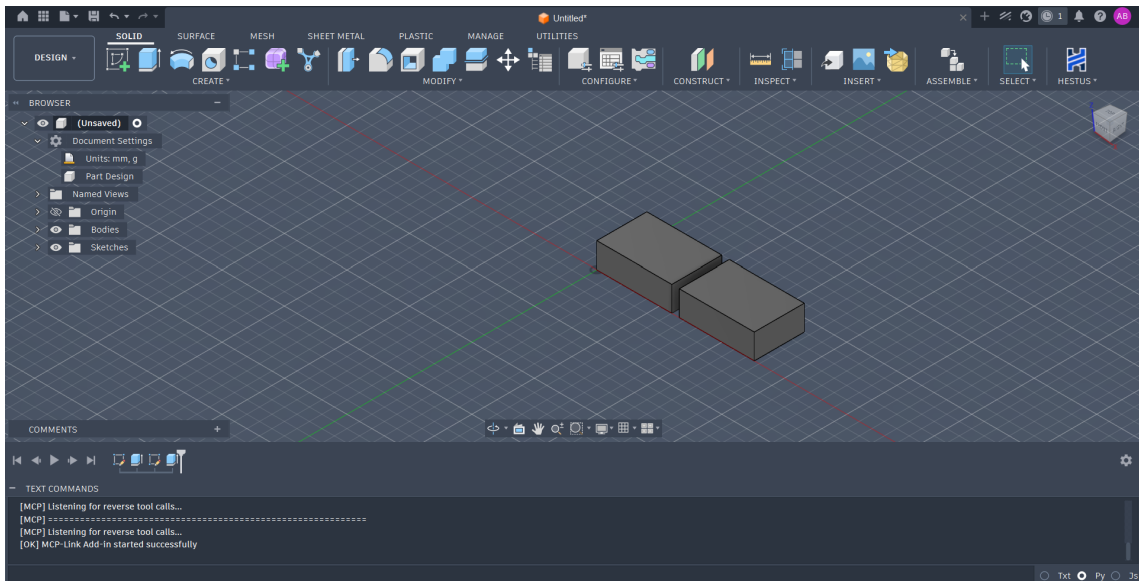 Untitled*
1
AB
DESIGN
SOLID
SURFACE
MESH
SHEET METAL
PLASTIC
MANAGE
UTILITIES
CREATE
MODIFY
CONFIGURE
CONSTRUCT
INSPECT
INSERT
ASSEMBLE
SELECT
HESTUS
BROWSER
(Unsaved)
Document Settings
Units: mm, g
Part Design
Named Views
Origin
Bodies
Sketches
COMMENTS
TEXT COMMANDS
[MCP] Listening for reverse tool calls...
[MCP] ============================================================
[MCP] Listening for reverse tool calls...
[OK] MCP-Link Add-in started successfully
Txt Py Js